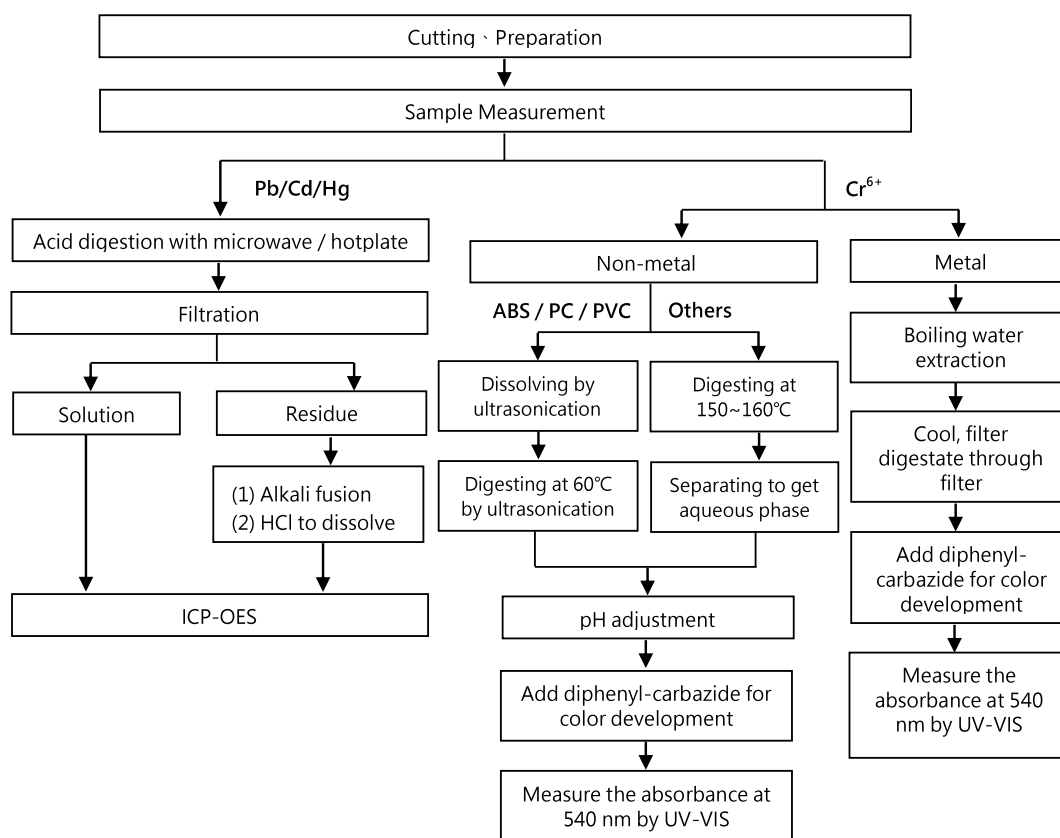 Cutting、Preparation
Sample Measurement
Pb/Cd/Hg
Cr⁶⁺
Acid digestion with microwave / hotplate
Filtration
Solution
Residue
(1) Alkali fusion
(2) HCl to dissolve
ICP-OES
Non-metal
ABS / PC / PVC
Others
Dissolving by
ultrasonication
Digesting at
150~160℃
Digesting at 60℃
by ultrasonication
Separating to get
aqueous phase
pH adjustment
Add diphenyl-carbazide for
color development
Measure the absorbance at
540 nm by UV-VIS
Metal
Boiling water
extraction
Cool, filter
digestate through
filter
Add diphenyl-
carbazide for color
development
Measure the
absorbance at 540
nm by UV-VIS